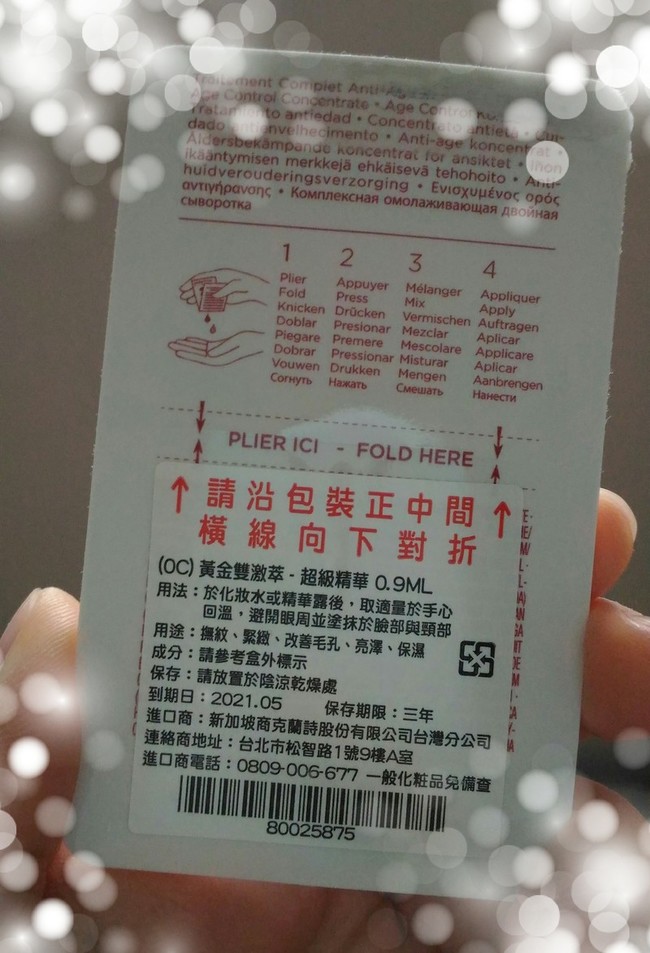 Traitement Complet Anti-
Age Control Concentrate • Age Control
Tratamiento antiedad • Concentrato antietà • Cui-
dado antienvelhecimento • Anti-age koncentrat •
Åldersbekämpande koncentrat för ansiktet • Ihon
ikääntymisen merkkejä ehkäisevä tehohoito • Anti-
huidverouderingsverzorging • Ενισχυμένος ορός
αντιγήρανσης • Комплексная омолаживающая двойная
сыворотка
1 2 3 4
Plier Appuyer Mélanger Appliquer
Fold Press Mix Apply
Knicken Drücken Vermischen Auftragen
Doblar Presionar Mezclar Aplicar
Piegare Premere Mescolare Applicare
Dobrar Pressionar Misturar Aplicar
Vouwen Drukken Mengen Aanbrengen
Согнуть Нажать Смешать Нанести
PLIER ICI - FOLD HERE
請沿包裝正中間
橫線向下對折
(OC) 黃金雙激萃 - 超級精華 0.9ML
用法：於化妝水或精華露後，取適量於手心
回溫，避開眼周並塗抹於臉部與頸部
用途：撫紋、緊緻、改善毛孔、亮澤、保濕
成分：請參考盒外標示
保存：請放置於陰涼乾燥處
到期日：2021.05 保存期限：三年
進口商：新加坡商克蘭詩股份有限公司台灣分公司
連絡商地址：台北市松智路1號9樓A室
進口商電話：0809-006-677 一般化粧品免備查
80025875